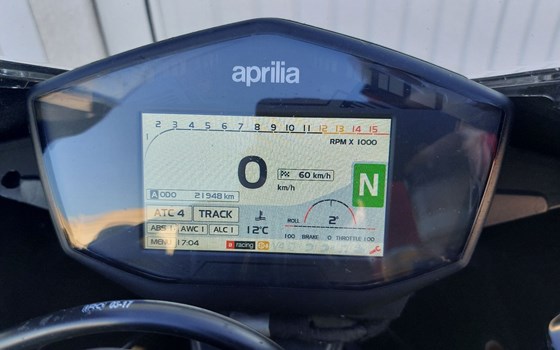 aprilia
1 2 3 4 5 6 7 8 9 10 11 12 13 14 15
RPM X 1000
0 60 km/h
km/h
N
A 000 21948 km
ATC 4 TRACK
ABS 1 AWC 1 ALC 1
12°C
ROLL 2°
100 BRAKE 0 THROTTLE 100
MENU 17:04
racing
03-17